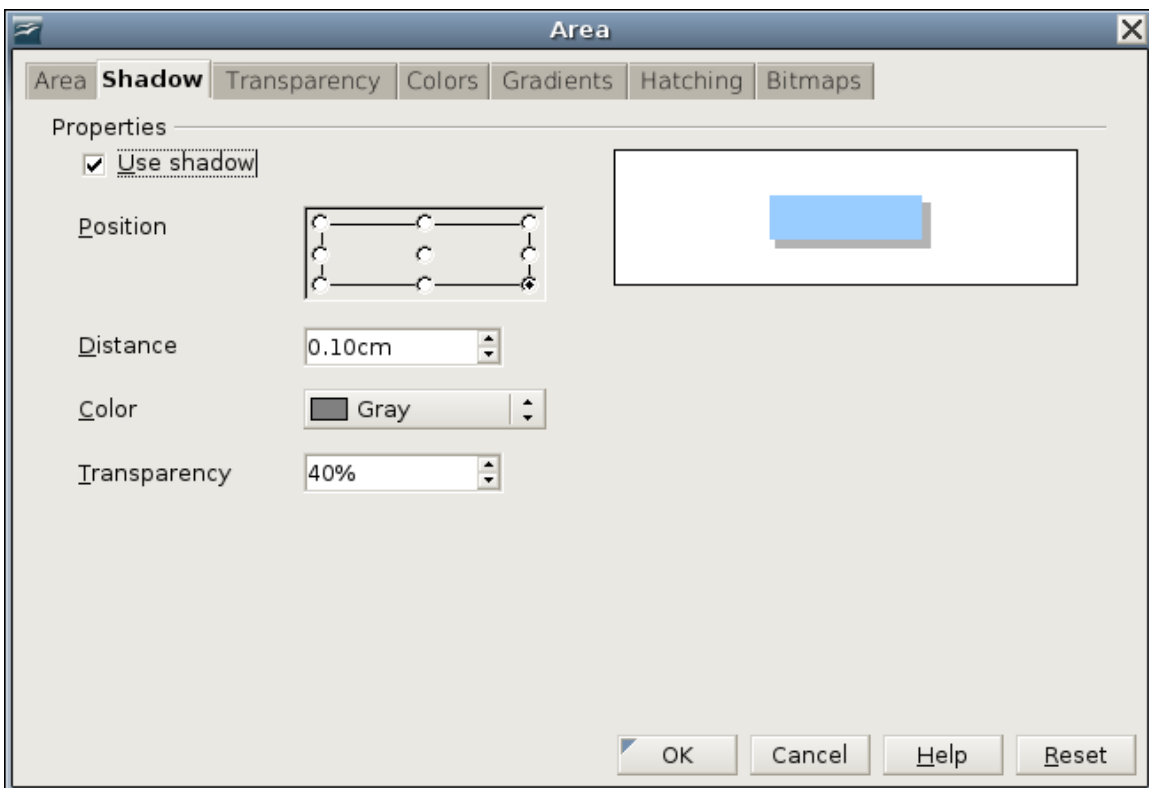 Area
Area Shadow Transparency Colors Gradients Hatching Bitmaps
Properties
Use shadow
Position
Distance 0.10cm
Color Gray
Transparency 40%
OK Cancel Help Reset